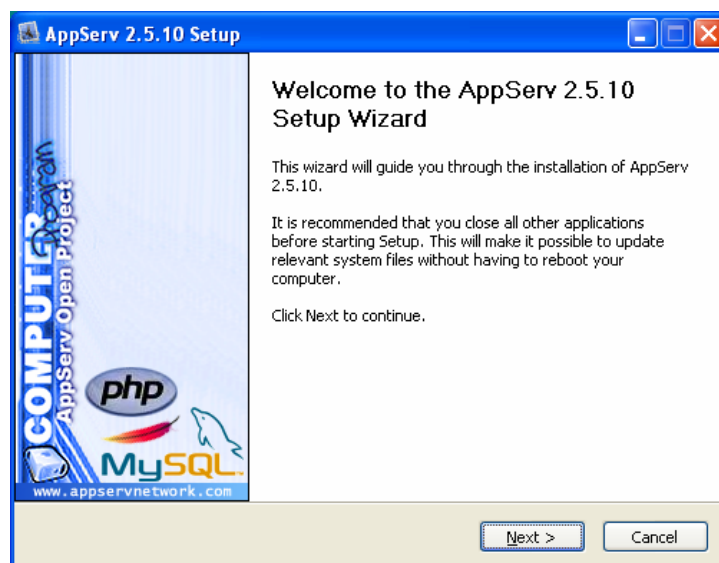 AppServ 2.5.10 Setup
Welcome to the AppServ 2.5.10
Setup Wizard
This wizard will guide you through the installation of AppServ
2.5.10.
It is recommended that you close all other applications
before starting Setup. This will make it possible to update
relevant system files without having to reboot your
computer.
Click Next to continue.
COMPUTER
Program
AppServ Open Project
php
MySQL
www.appservnetwork.com
Next >
Cancel